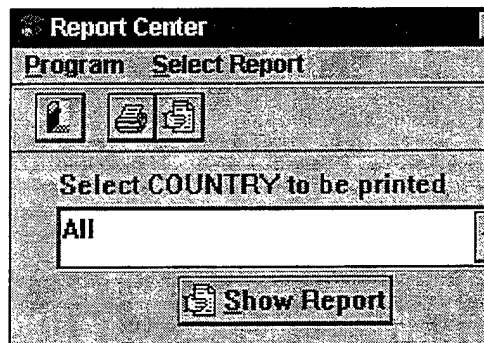 Report Center
Program Select Report
Select COUNTRY to be printed
All
Show Report